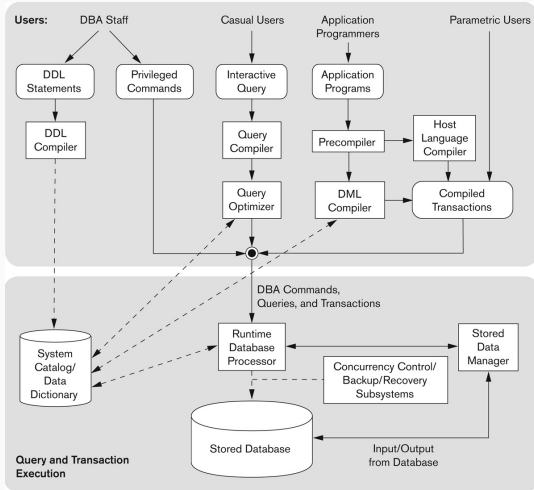 Users: DBA Staff Casual Users Application Programmers Parametric Users
DDL
Statements
Privileged
Commands
Interactive
Query
Application
Programs
DDL
Compiler
Query
Compiler
Precompiler
Host
Language
Compiler
Query
Optimizer
DML
Compiler
Compiled
Transactions
DBA Commands,
Queries, and Transactions
System
Catalog/
Data
Dictionary
Runtime
Database
Processor
Stored
Data
Manager
Concurrency Control/
Backup/Recovery
Subsystems
Stored Database
Input/Output
from Database
Query and Transaction
Execution